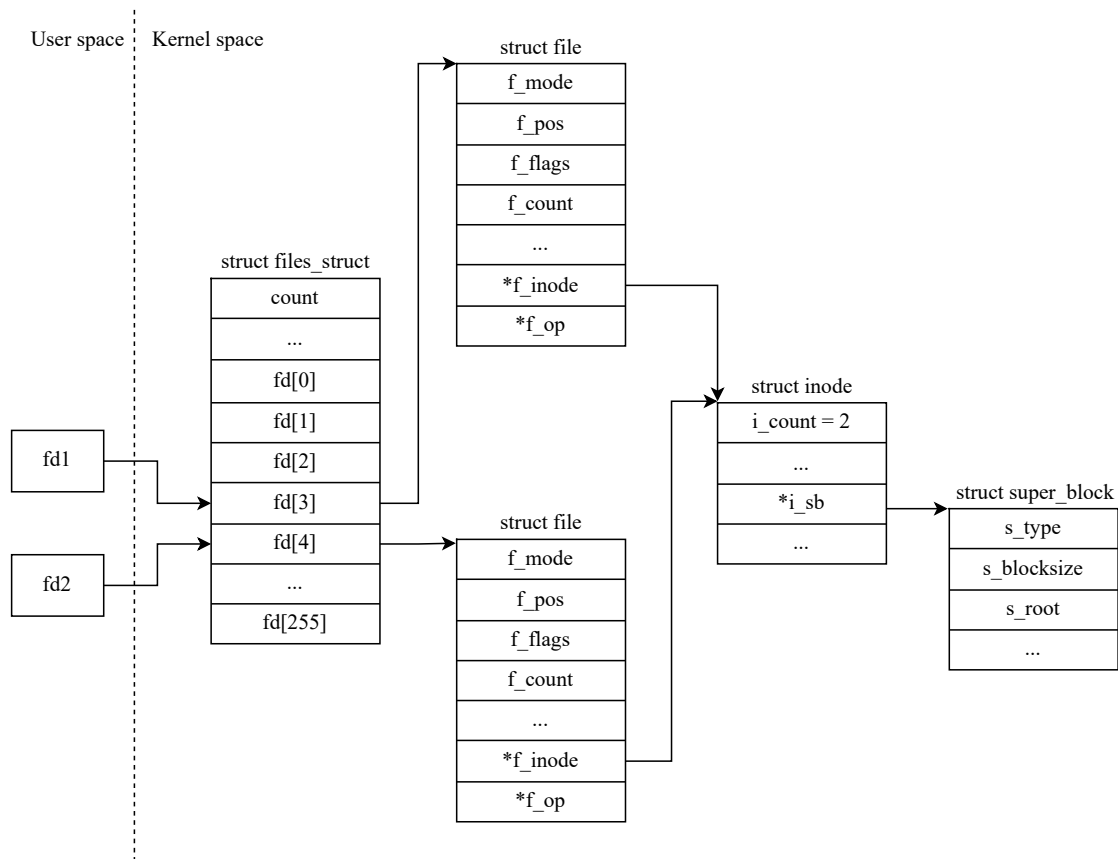 User space
Kernel space
struct file
f_mode
f_pos
f_flags
f_count
...
*f_inode
*f_op
struct files_struct
count
...
fd[0]
fd[1]
fd[2]
fd[3]
fd[4]
...
fd[255]
fd1
fd2
struct file
f_mode
f_pos
f_flags
f_count
...
*f_inode
*f_op
struct inode
i_count = 2
...
*i_sb
...
struct super_block
s_type
s_blocksize
s_root
...